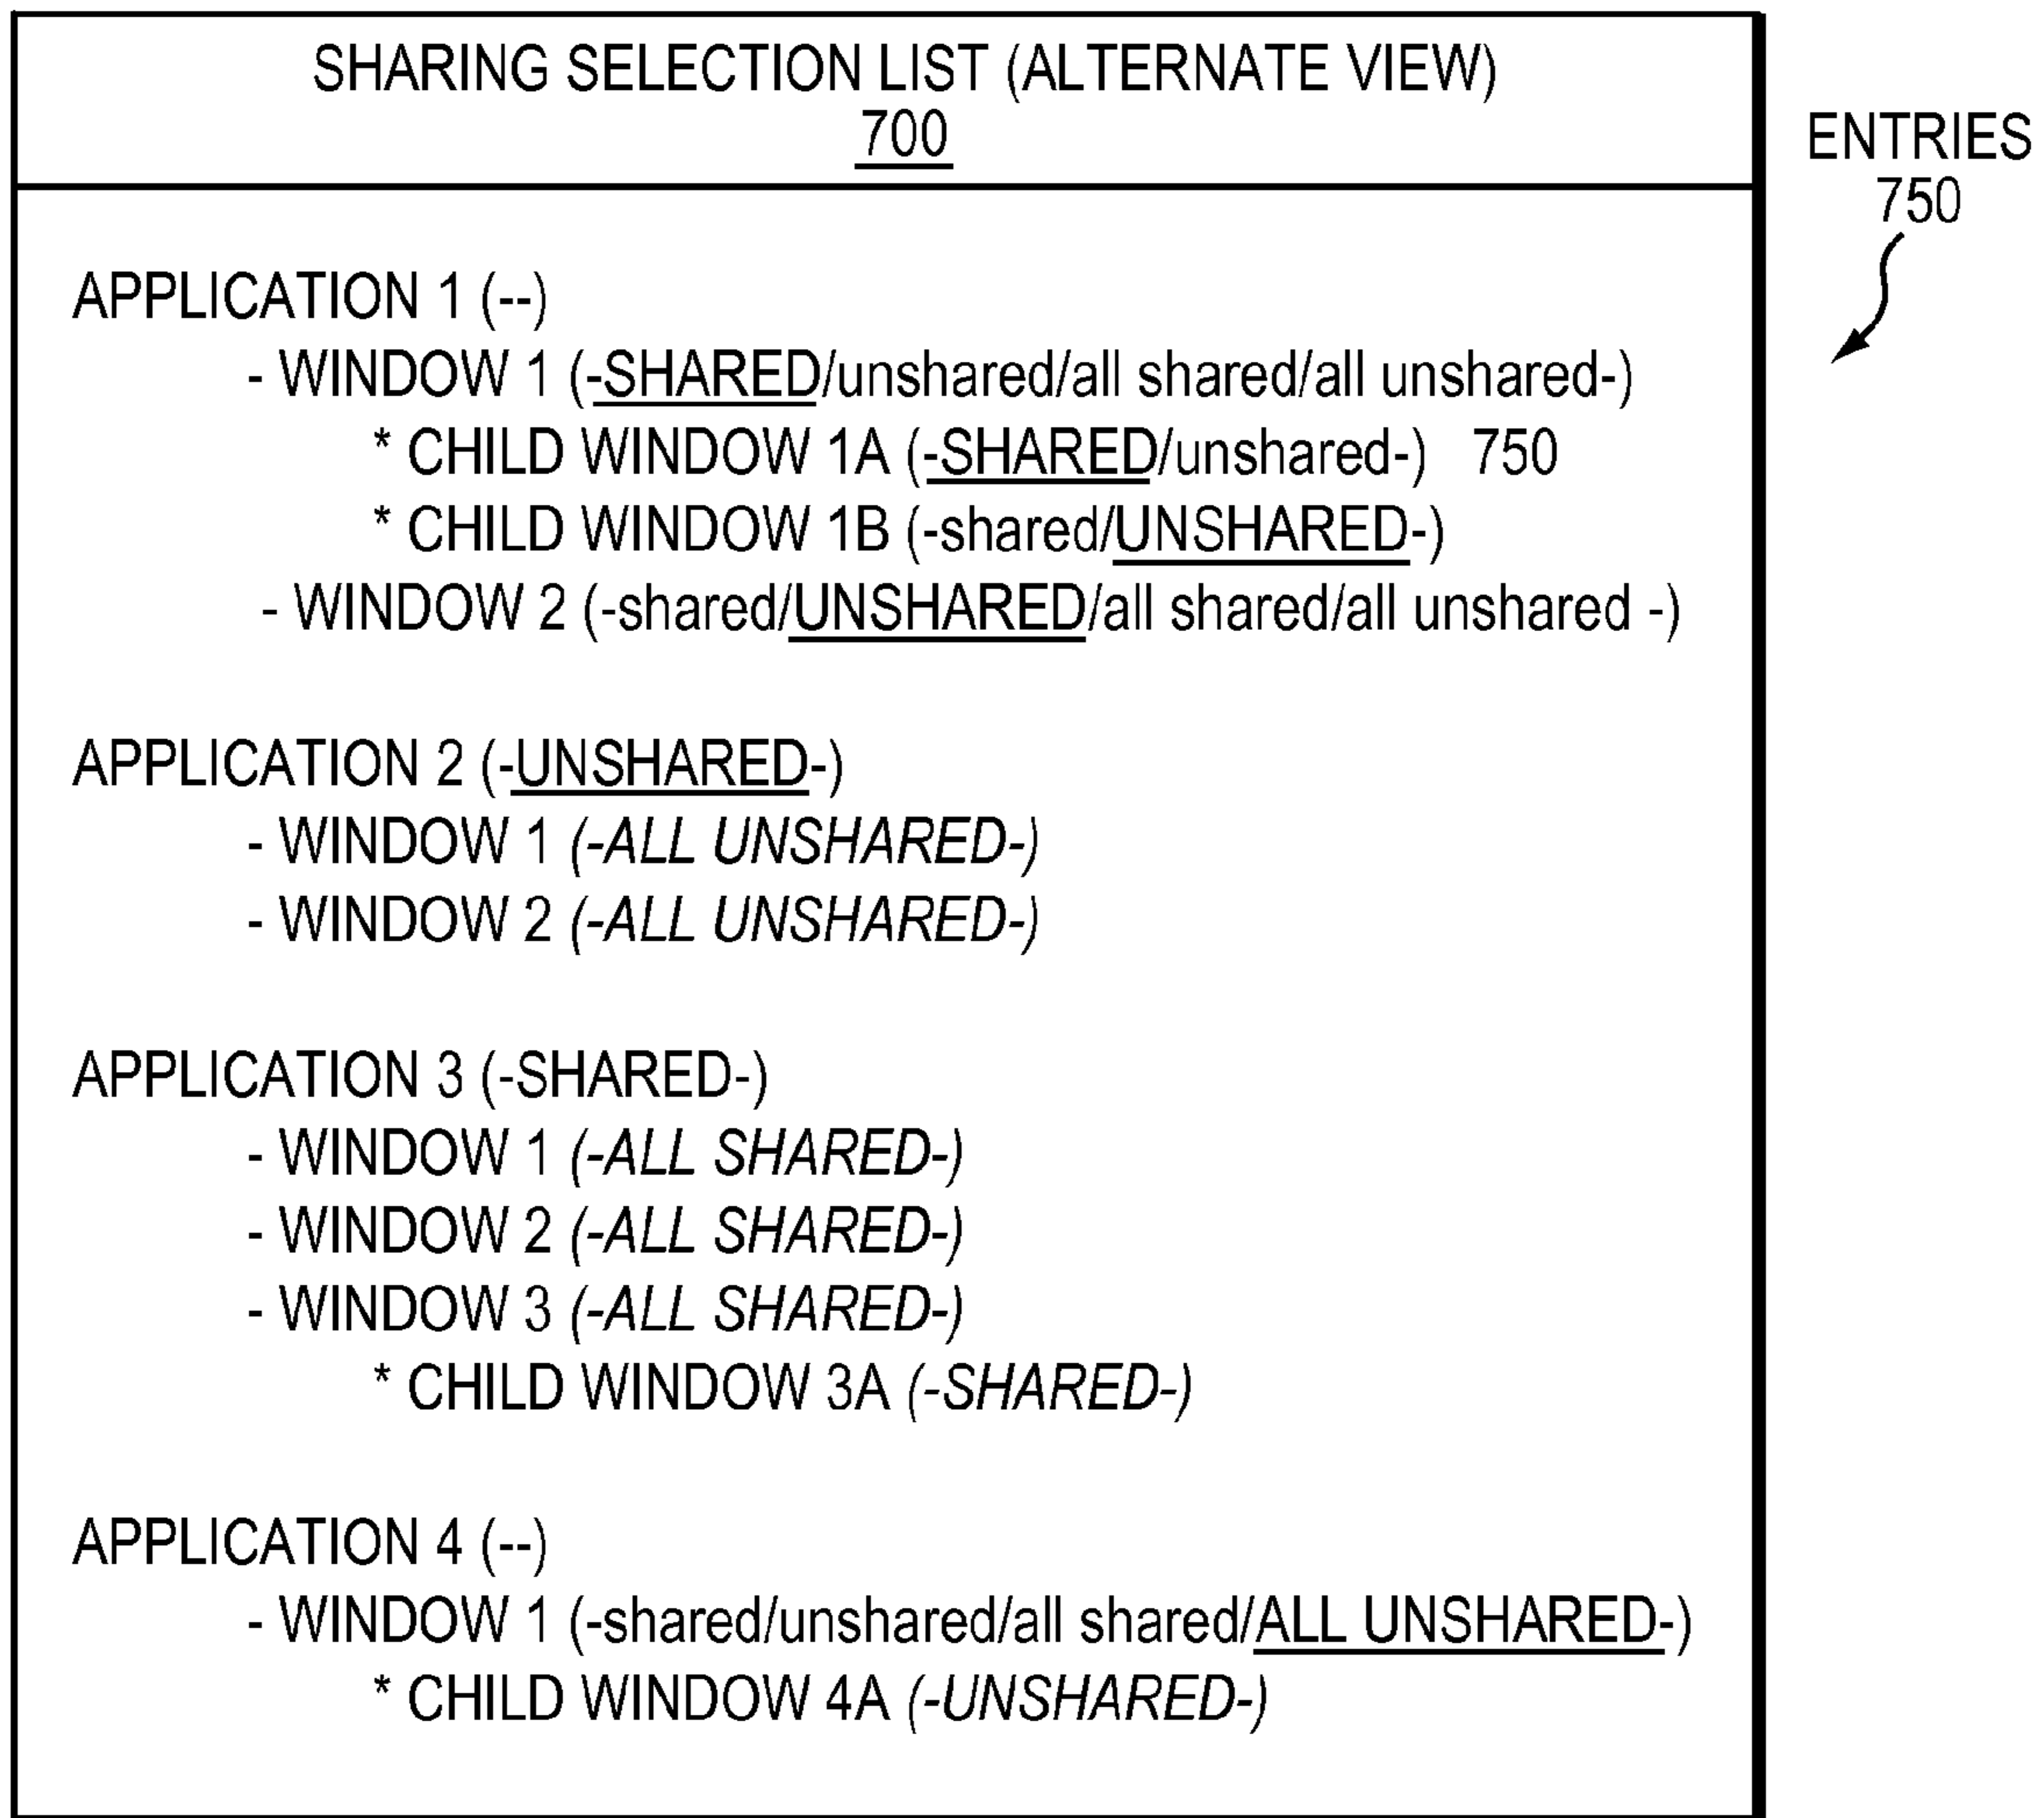 SHARING SELECTION LIST (ALTERNATE VIEW)
700
ENTRIES
750
APPLICATION 1 (--)
- WINDOW 1 (-SHARED/unshared/all shared/all unshared-)
* CHILD WINDOW 1A (-SHARED/unshared-) 750
* CHILD WINDOW 1B (-shared/UNSHARED-)
- WINDOW 2 (-shared/UNSHARED/all shared/all unshared -)
APPLICATION 2 (-UNSHARED-)
- WINDOW 1 (-ALL UNSHARED-)
- WINDOW 2 (-ALL UNSHARED-)
APPLICATION 3 (-SHARED-)
- WINDOW 1 (-ALL SHARED-)
- WINDOW 2 (-ALL SHARED-)
- WINDOW 3 (-ALL SHARED-)
* CHILD WINDOW 3A (-SHARED-)
APPLICATION 4 (--)
- WINDOW 1 (-shared/unshared/all shared/ALL UNSHARED-)
* CHILD WINDOW 4A (-UNSHARED-)